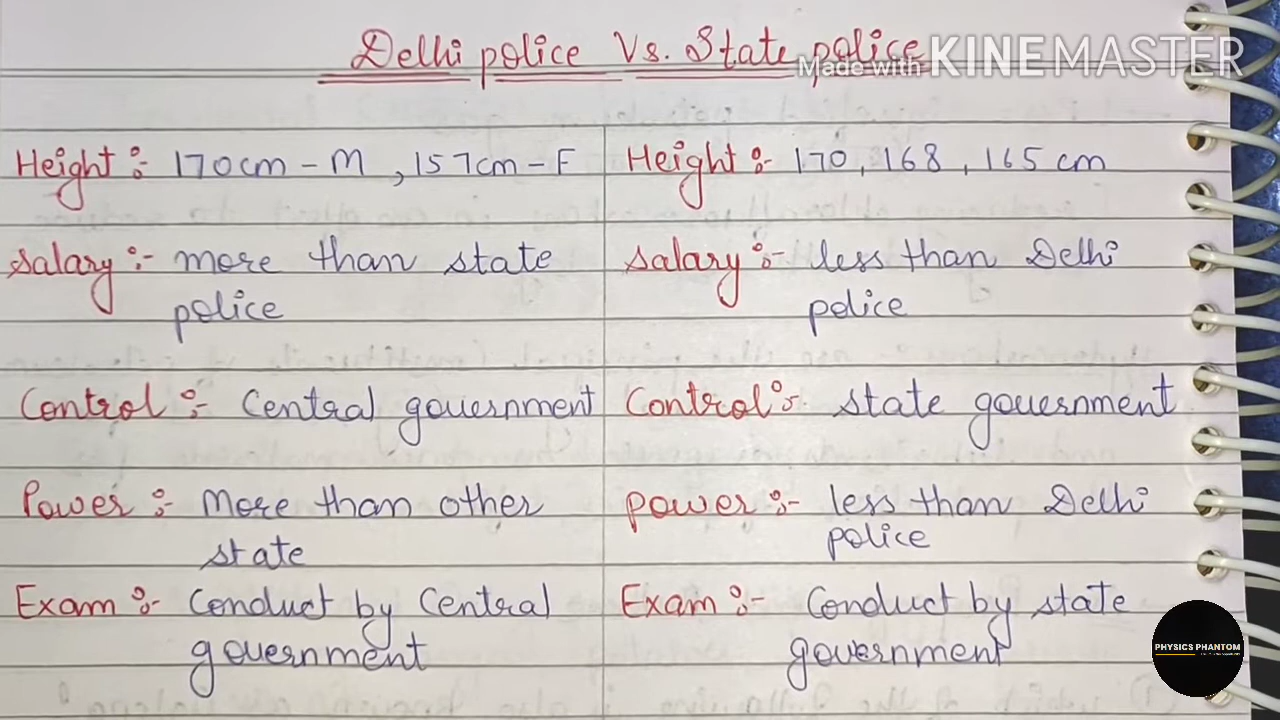 Delhi police Vs. State police
Made with KINEMASTER
Height :- 170cm - M , 157cm - F
Salary :- more than state
police
Control :- Central government
Power :- More than other
state
Exam :- Conduct by Central
government
Height :- 170, 168, 165 cm
Salary :- less than Delhi
police
Control :- state government
power :- less than Delhi
police
Exam :- Conduct by state
government
PHYSICS PHANTOM